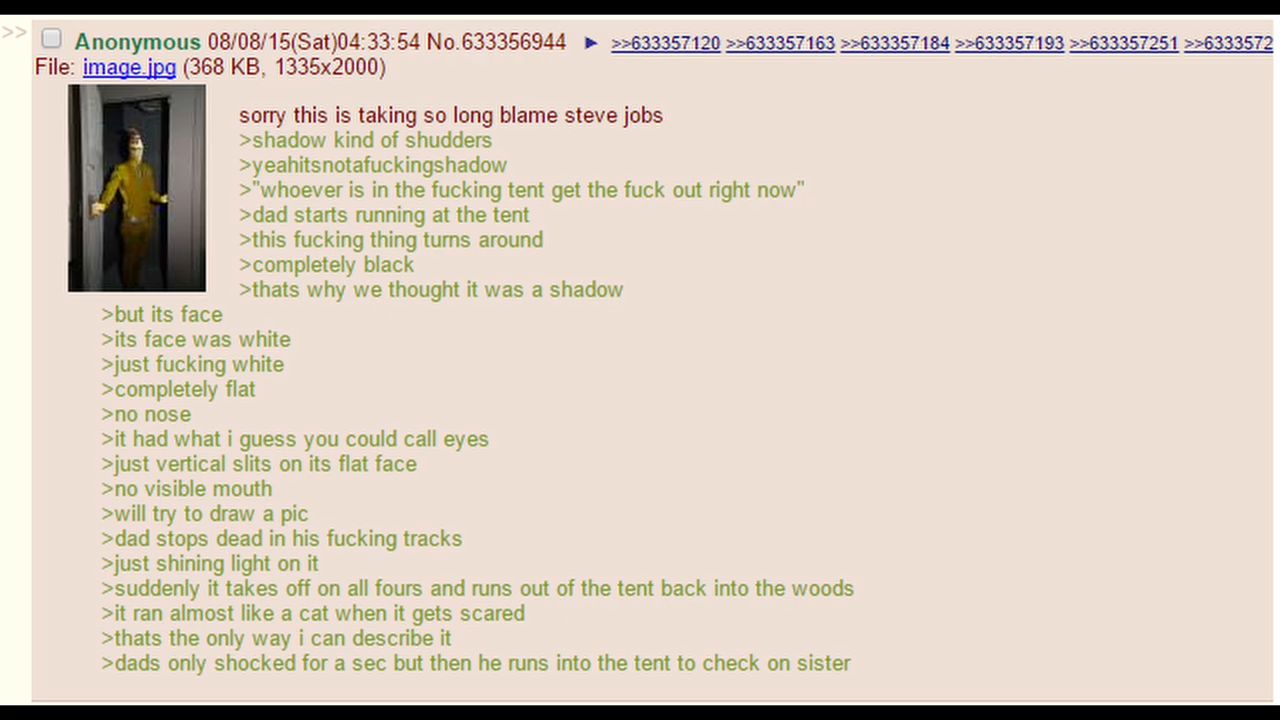 >>
Anonymous 08/08/15(Sat)04:33:54 No.633356944 ▶ >>633357120 >>633357163 >>633357184 >>633357193 >>633357251 >>6333572
File: image.jpg (368 KB, 1335x2000)
sorry this is taking so long blame steve jobs
>shadow kind of shudders
>yeahitsnotafuckingshadow
>"whoever is in the fucking tent get the fuck out right now"
>dad starts running at the tent
>this fucking thing turns around
>completely black
>thats why we thought it was a shadow
>but its face
>its face was white
>just fucking white
>completely flat
>no nose
>it had what i guess you could call eyes
>just vertical slits on its flat face
>no visible mouth
>will try to draw a pic
>dad stops dead in his fucking tracks
>just shining light on it
>suddenly it takes off on all fours and runs out of the tent back into the woods
>it ran almost like a cat when it gets scared
>thats the only way i can describe it
>dads only shocked for a sec but then he runs into the tent to check on sister